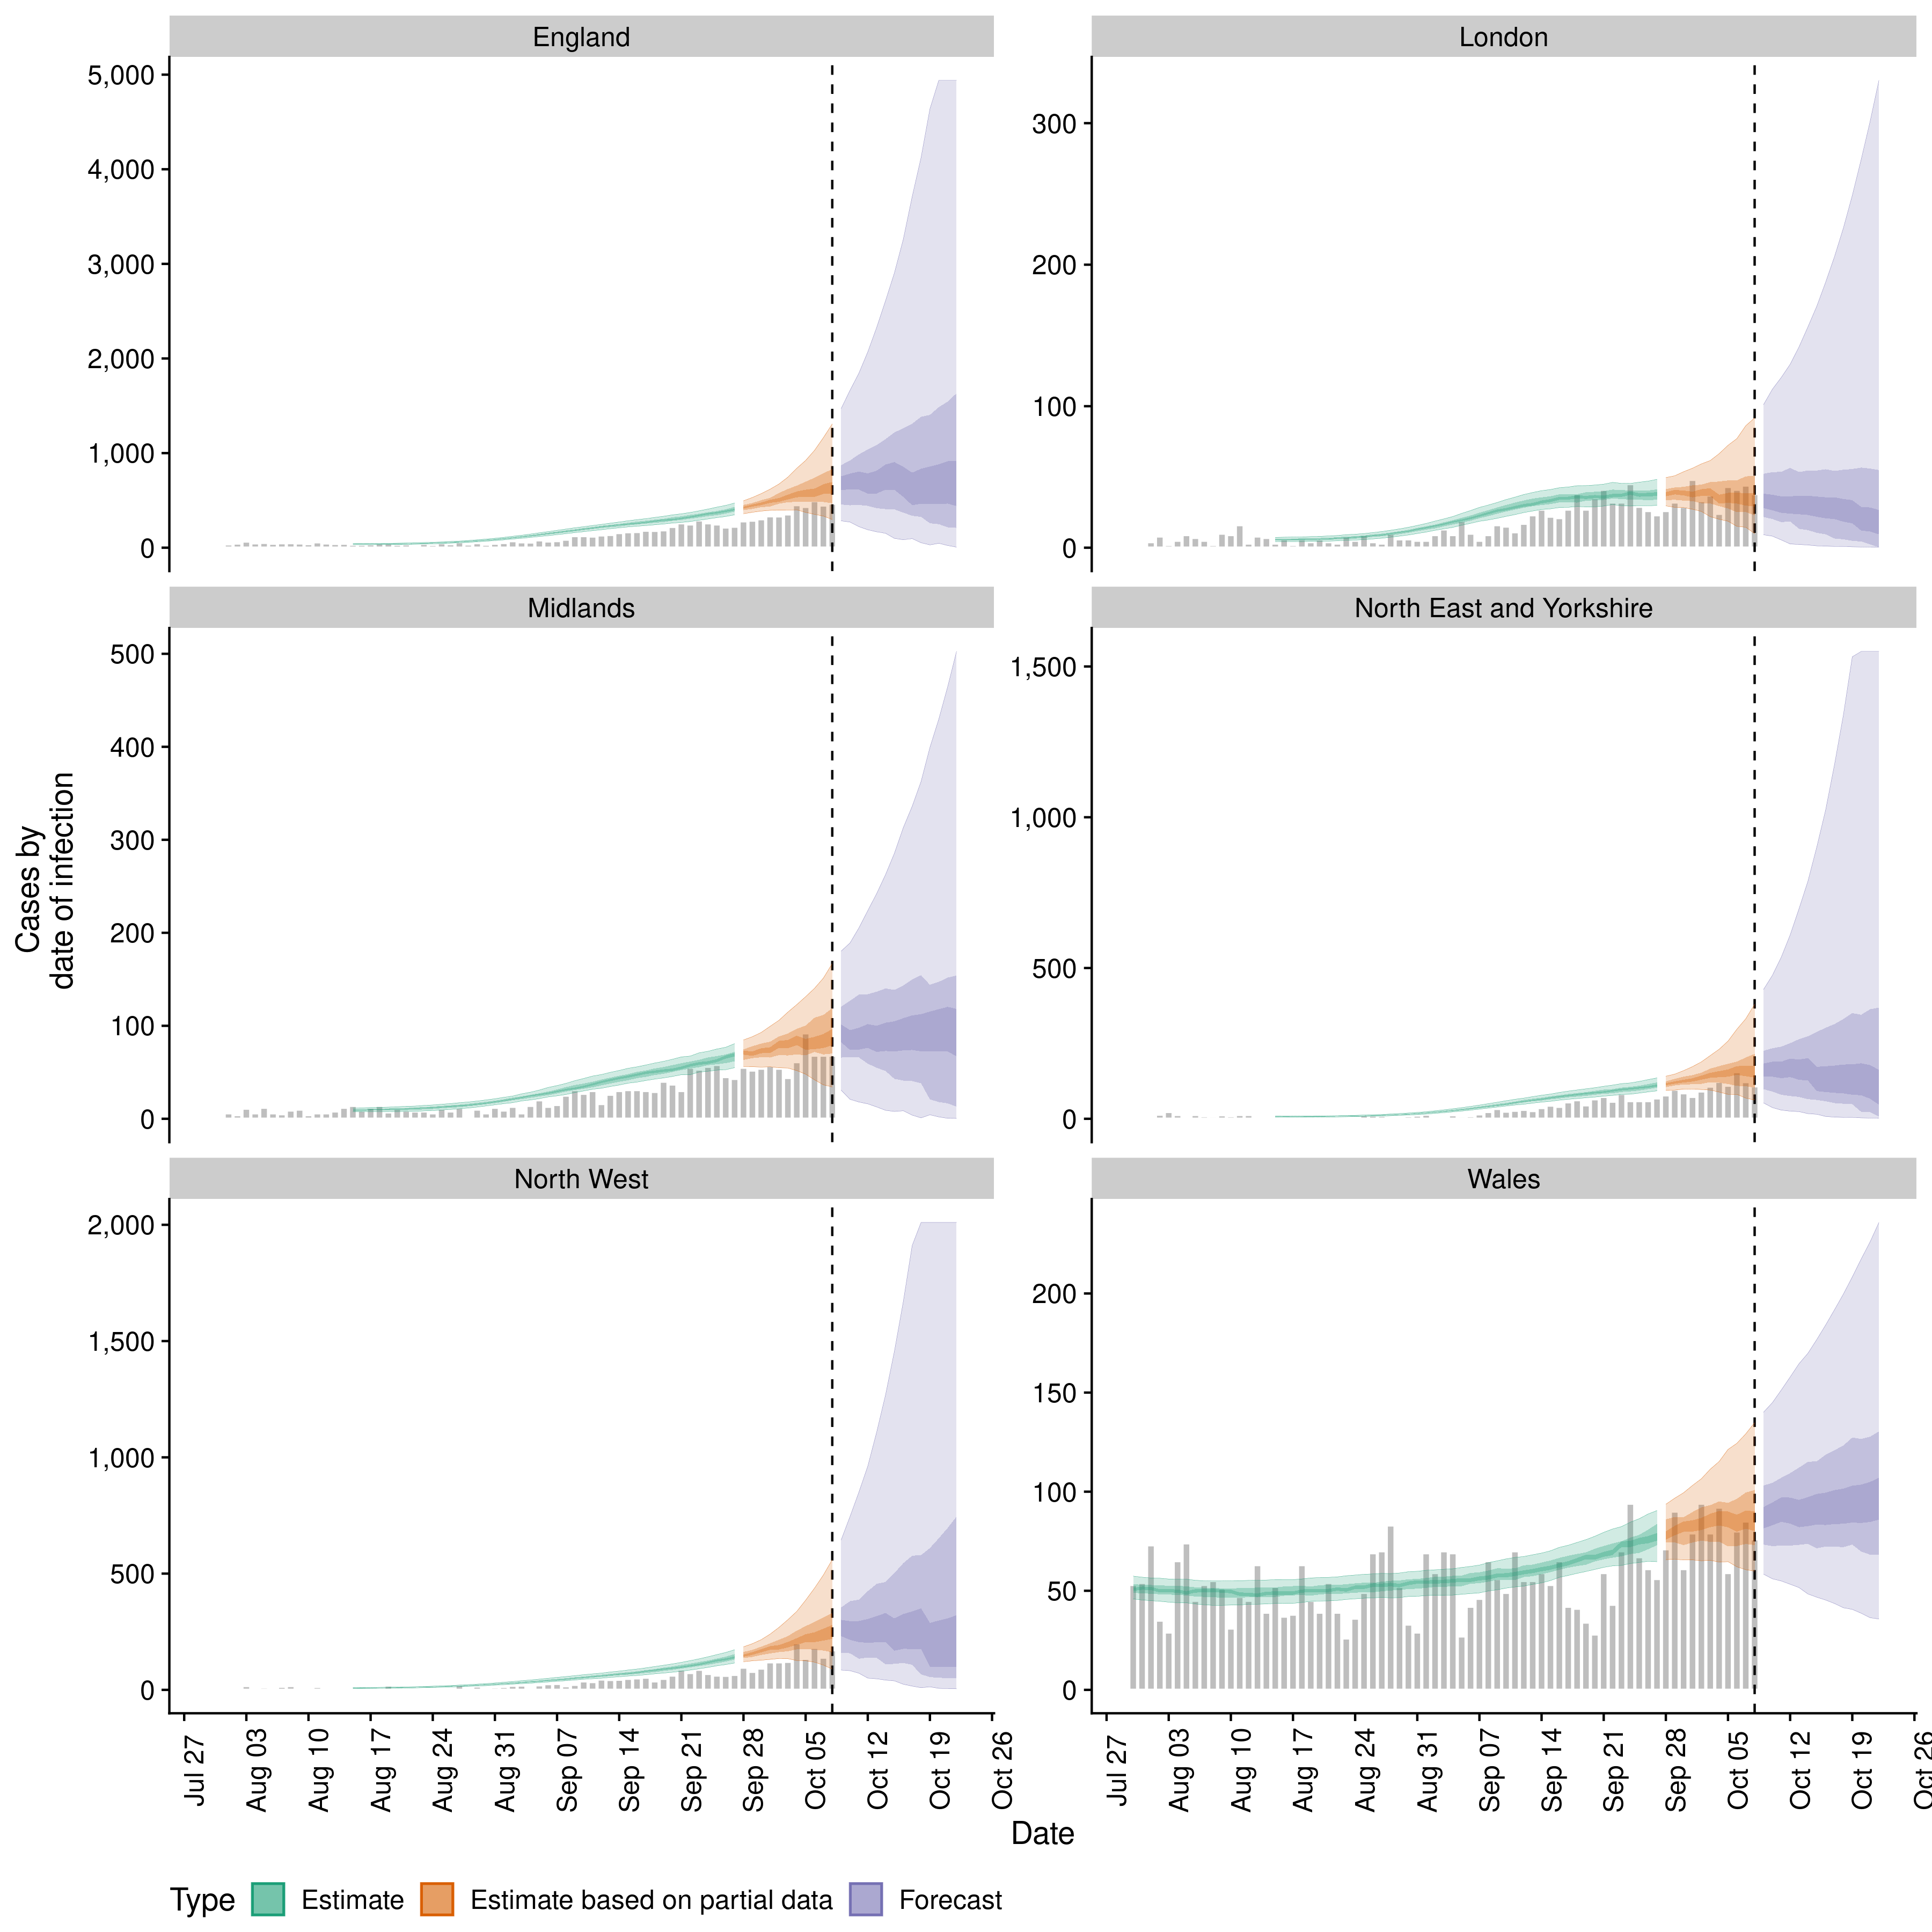 England
London
5,000
4,000
3,000
2,000
1,000
0
300
200
100
0
Midlands
North East and Yorkshire
500
400
300
200
100
0
1,500
1,000
500
0
Cases by
date of infection
North West
Wales
2,000
1,500
1,000
500
0
200
150
100
50
0
Jul 27
Aug 03
Aug 10
Aug 17
Aug 24
Aug 31
Sep 07
Sep 14
Sep 21
Sep 28
Oct 05
Oct 12
Oct 19
Oct 26
Jul 27
Aug 03
Aug 10
Aug 17
Aug 24
Aug 31
Sep 07
Sep 14
Sep 21
Sep 28
Oct 05
Oct 12
Oct 19
Oct 26
Date
Type Estimate Estimate based on partial data Forecast